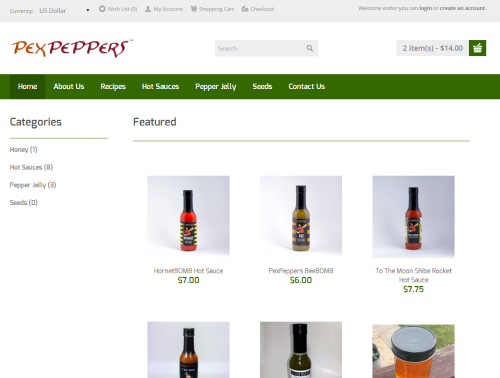 Currency: US Dollar
Wish List (0) My Account Shopping Cart Checkout
Welcome visitor you can login or create an account.
PEXPEPPERS™
Search
2 item(s) - $14.00
Home About Us Recipes Hot Sauces Pepper Jelly Seeds Contact Us
Categories
Honey (1)
Hot Sauces (8)
Pepper Jelly (3)
Seeds (0)
Featured
HornetBOMB Hot Sauce
$7.00
PexPeppers BeeBOMB
$6.00
To The Moon Shibe Rocket
Hot Sauce
$7.75